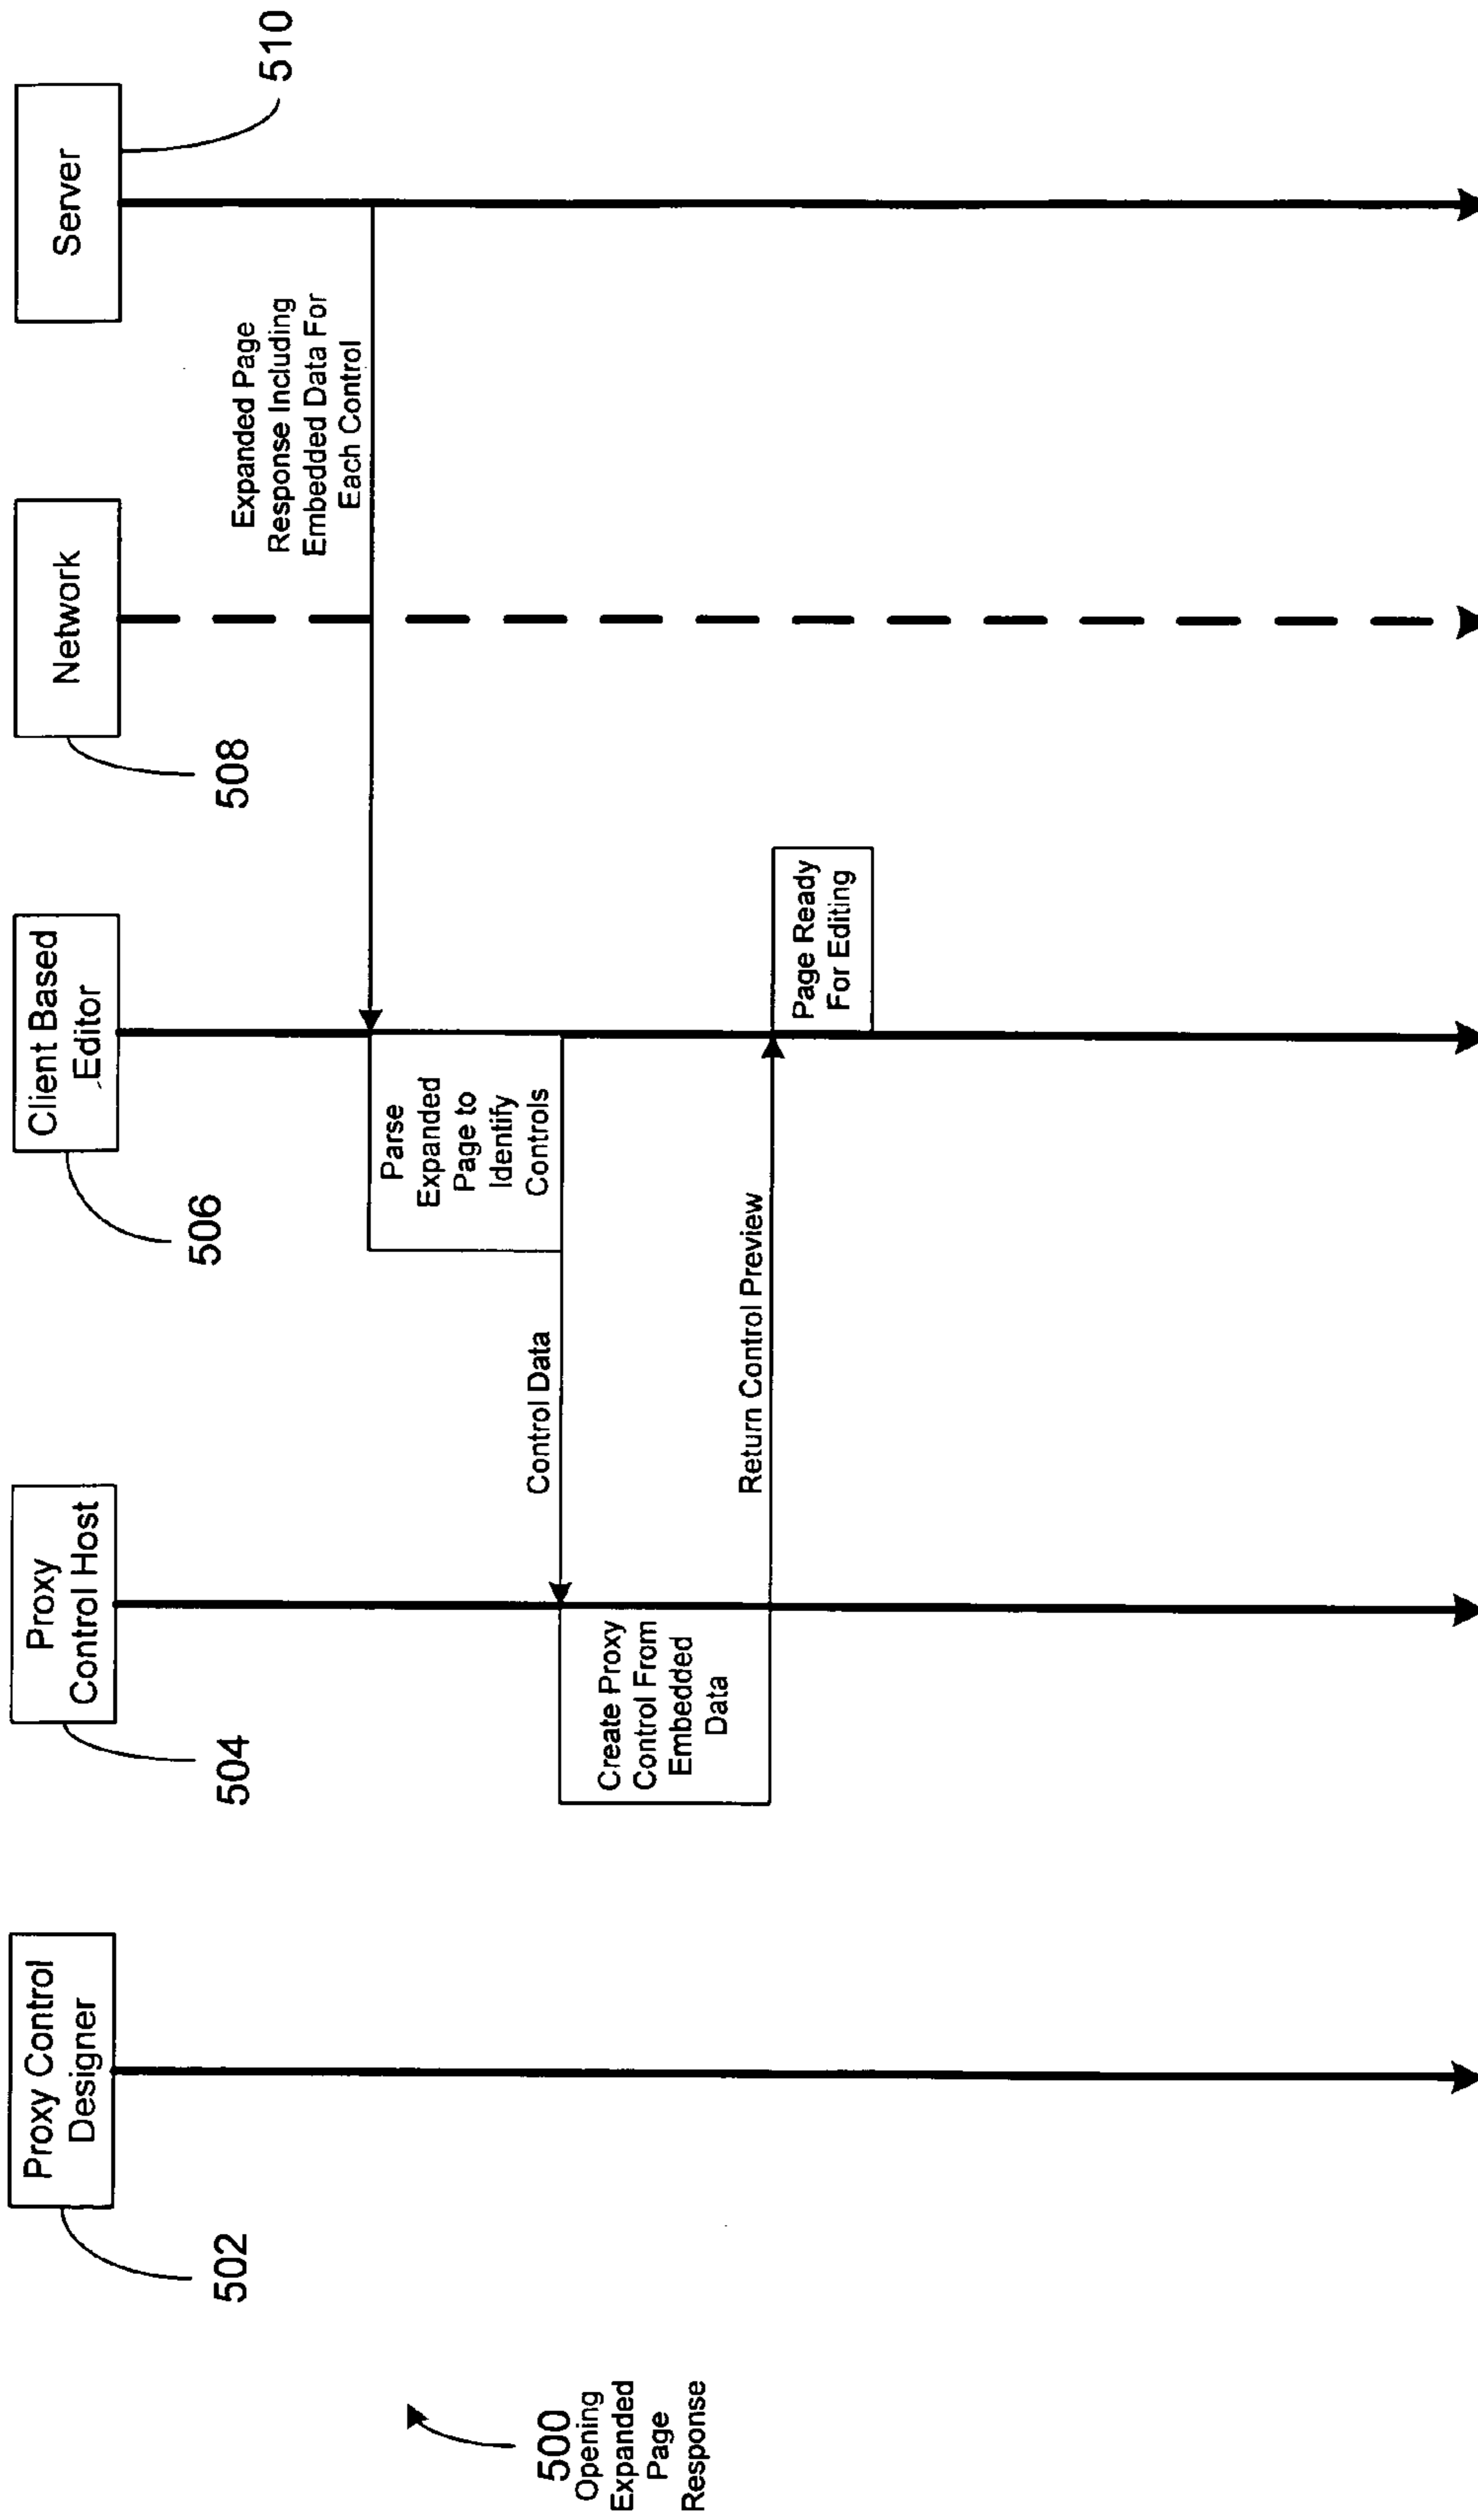 Proxy Control
Designer
502
Proxy
Control Host
504
Client Based
Editor
506
Network
508
Server
510
Expanded Page
Response Including
Embedded Data For
Each Control
Parse
Expanded
Page to
Identify
Controls
Control Data
Create Proxy
Control From
Embedded
Data
Return Control Preview
Page Ready
For Editing
500
Opening
Expanded
Page
Response